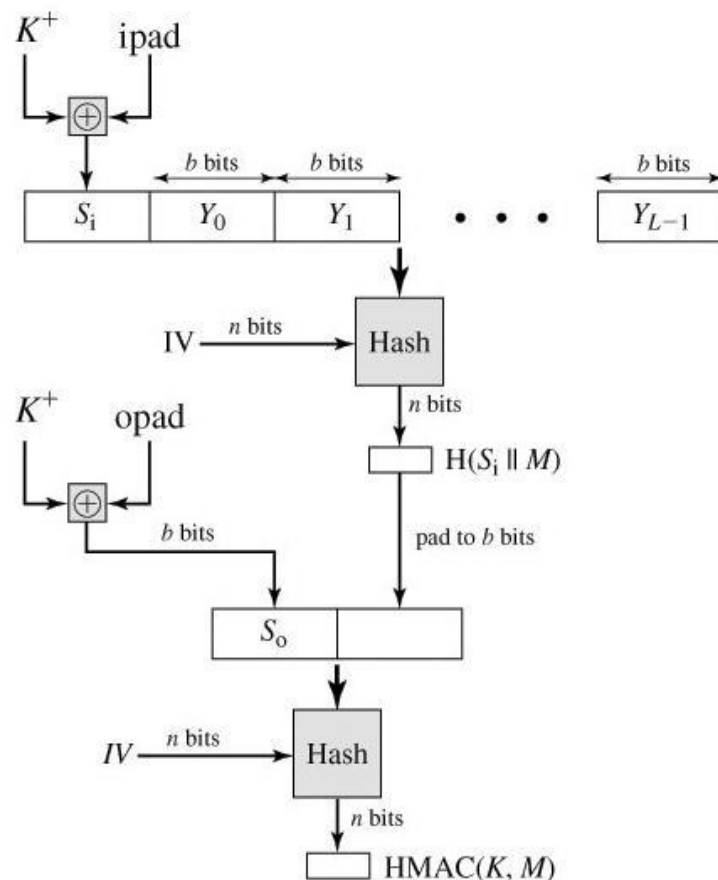 K⁺ ipad
⊕
b bits b bits b bits
Sᵢ Y₀ Y₁ • • • Y_{L−1}
n bits
IV Hash
n bits
K⁺ opad
H(Sᵢ || M)
⊕
b bits pad to b bits
Sₒ
n bits
IV Hash
n bits
HMAC(K, M)